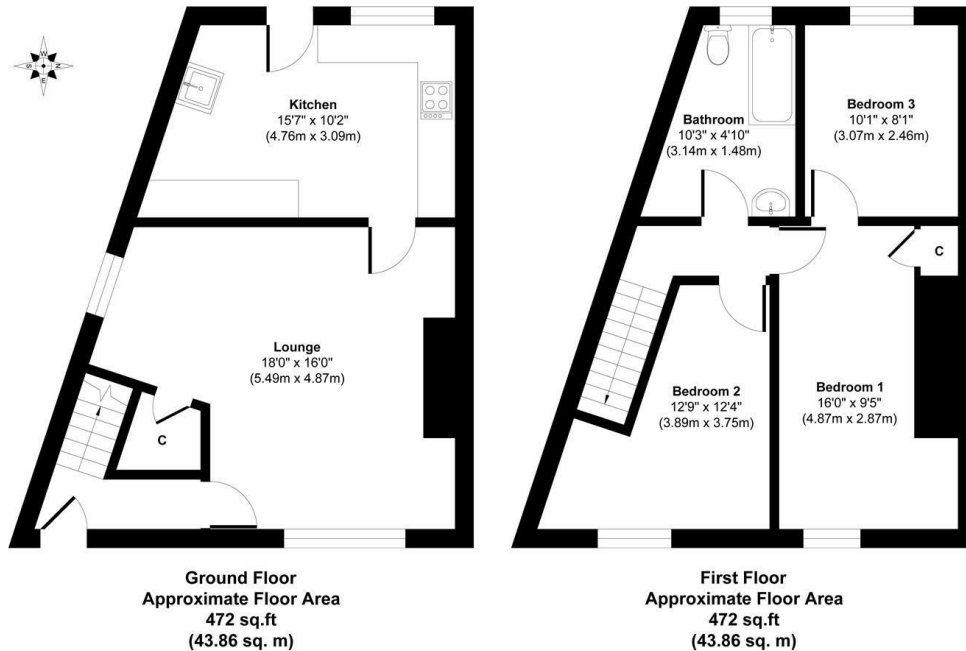 W
S
N
E
Kitchen
15'7" x 10'2"
(4.76m x 3.09m)
Lounge
18'0" x 16'0"
(5.49m x 4.87m)
C
Ground Floor
Approximate Floor Area
472 sq.ft
(43.86 sq. m)
Bathroom
10'3" x 4'10"
(3.14m x 1.48m)
Bedroom 3
10'1" x 8'1"
(3.07m x 2.46m)
C
Bedroom 2
12'9" x 12'4"
(3.89m x 3.75m)
Bedroom 1
16'0" x 9'5"
(4.87m x 2.87m)
First Floor
Approximate Floor Area
472 sq.ft
(43.86 sq. m)